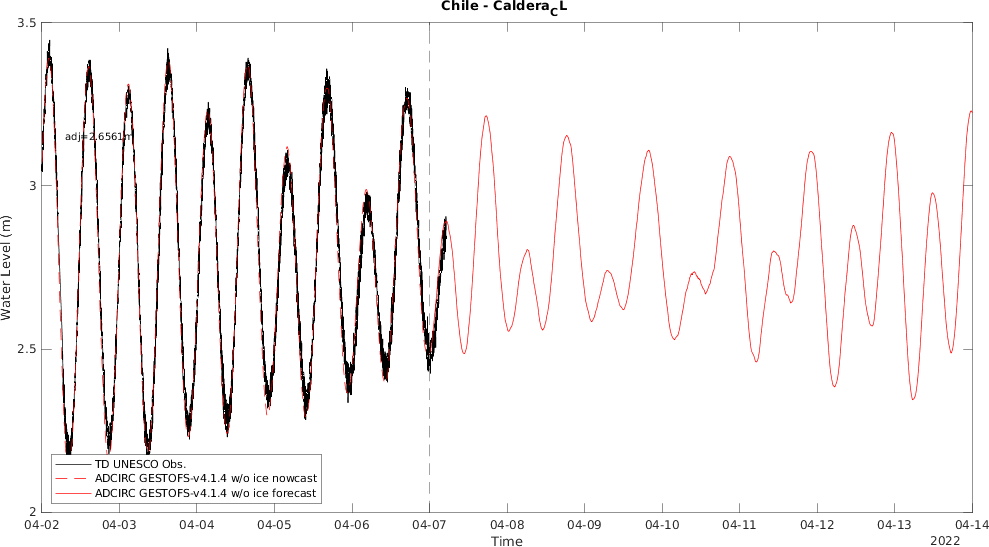 Chile - Caldera_CL
3.5
3
2.5
2
Water Level (m)
adj=2.6561m
TD UNESCO Obs.
ADCIRC GESTOFS-v4.1.4 w/o ice nowcast
ADCIRC GESTOFS-v4.1.4 w/o ice forecast
04-02 04-03 04-04 04-05 04-06 04-07 04-08 04-09 04-10 04-11 04-12 04-13 04-14
Time
2022